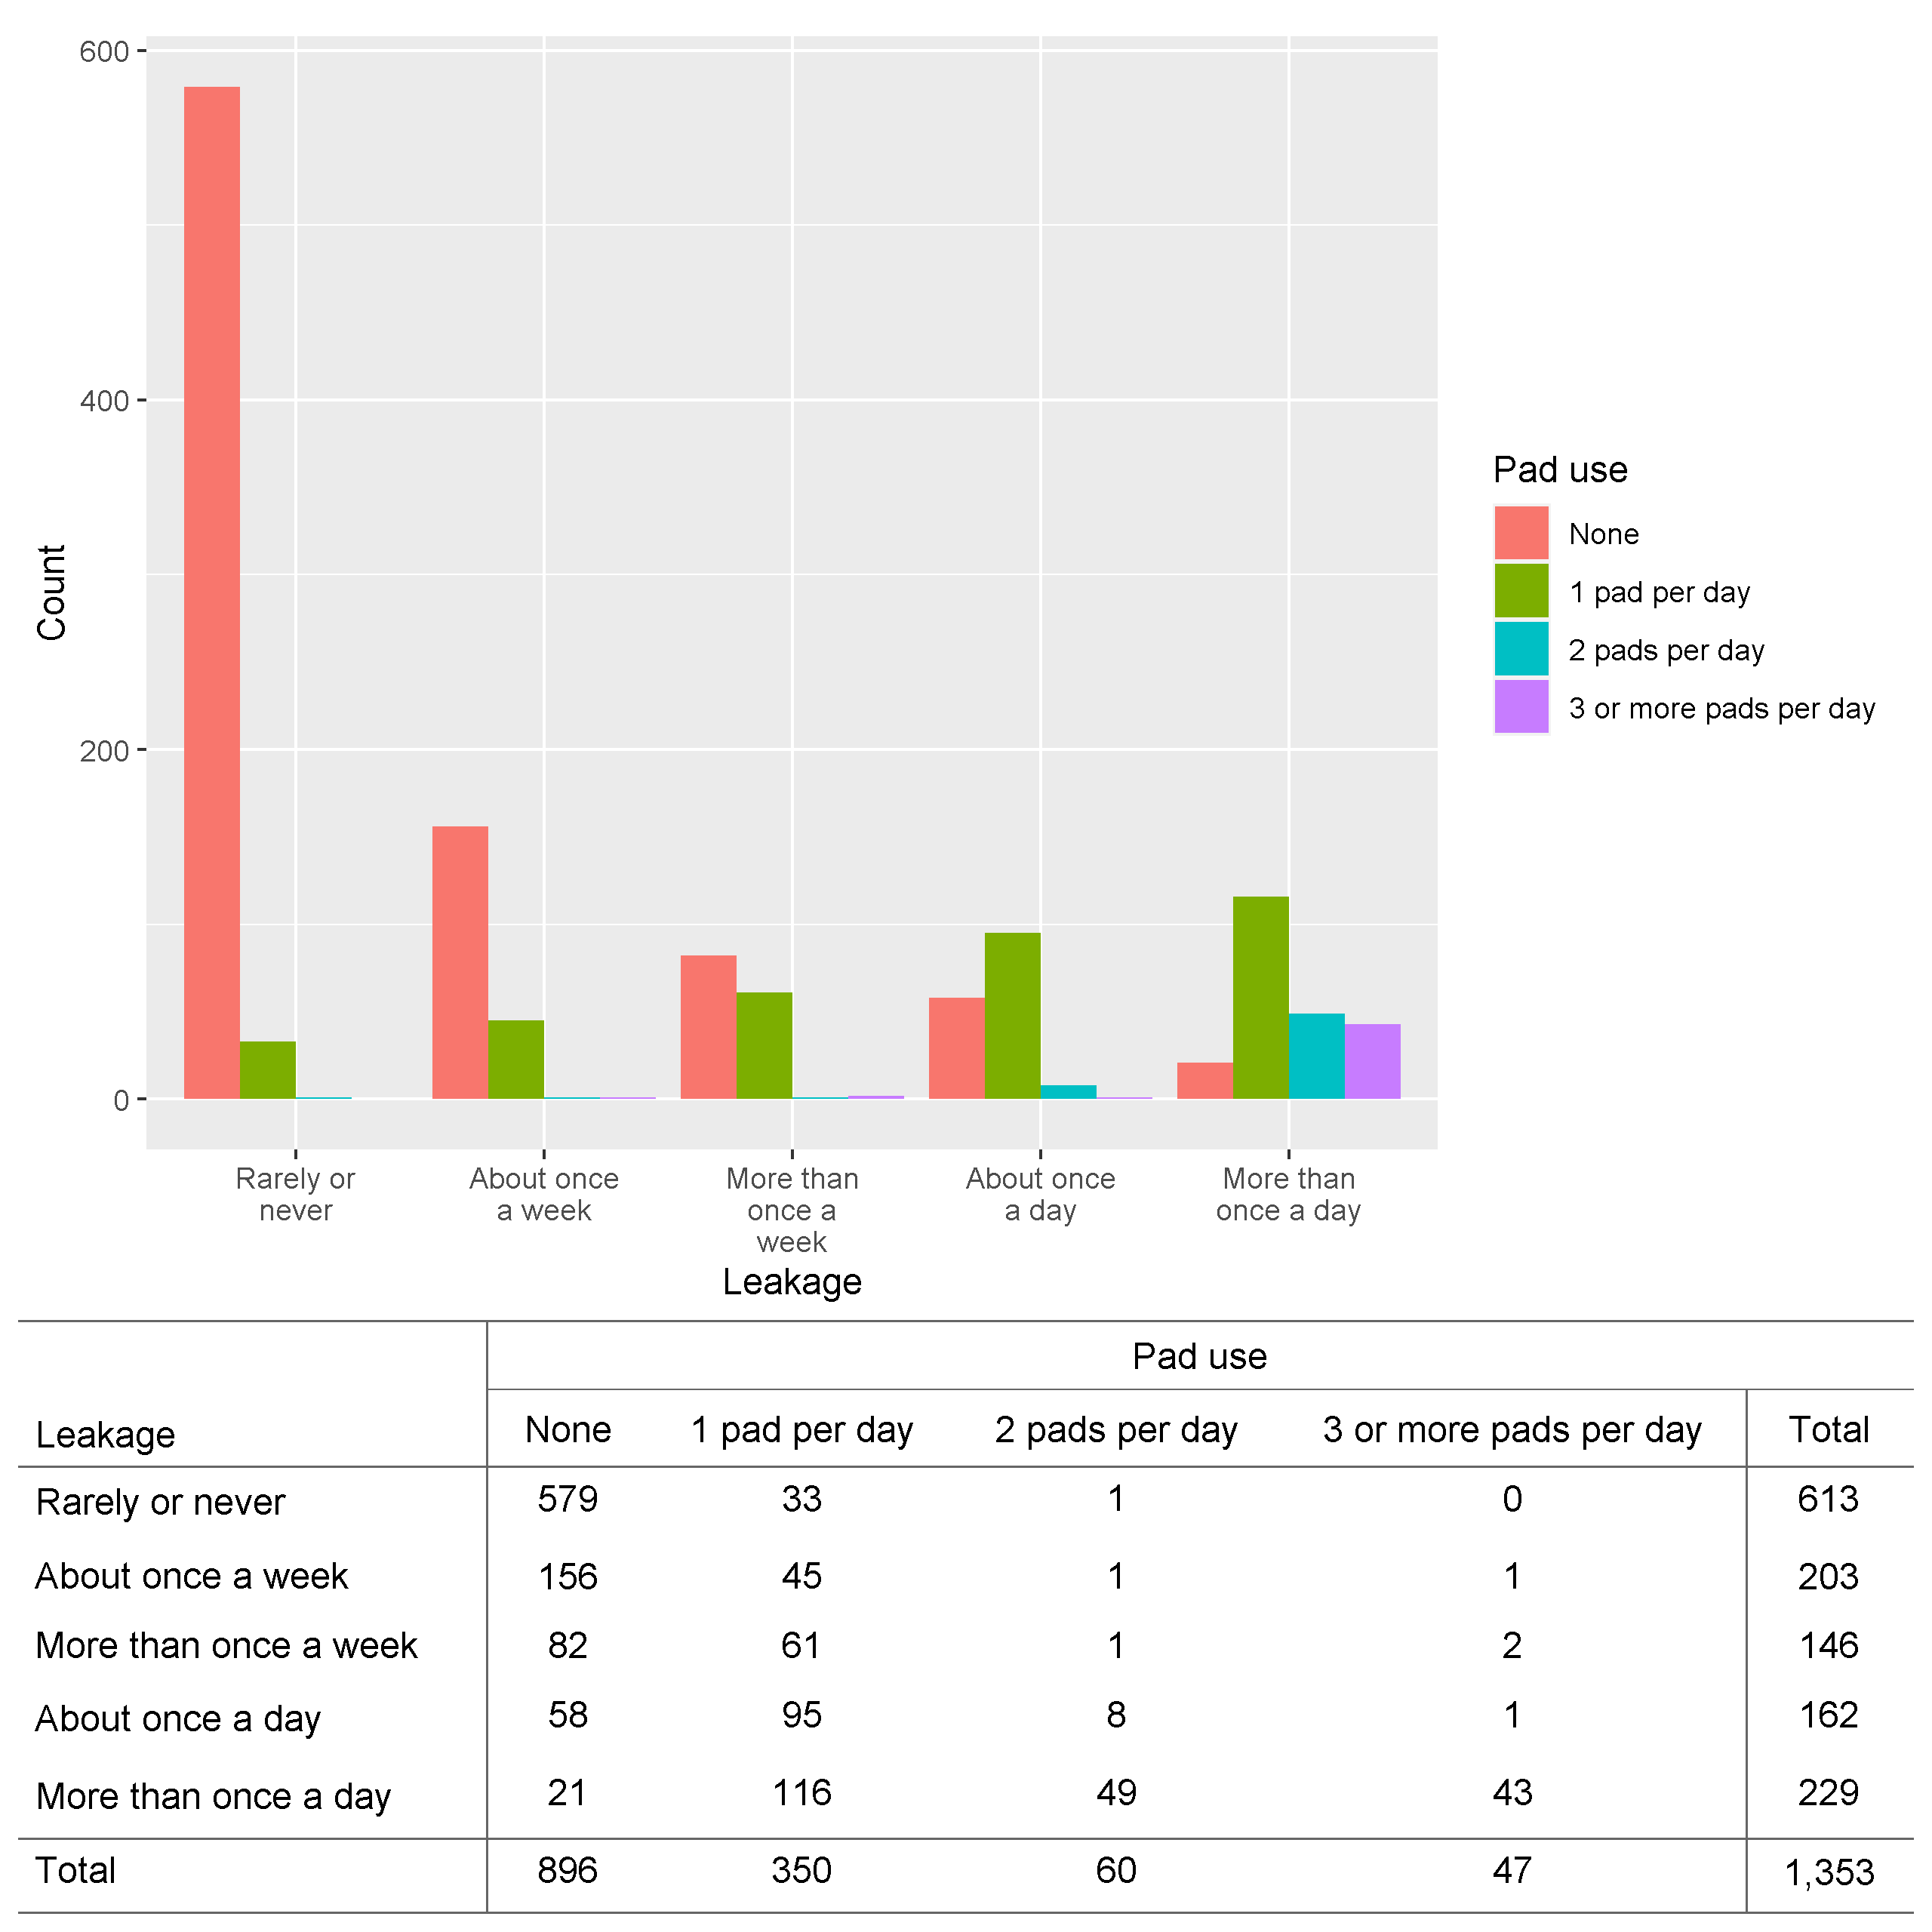 600
400
200
0
Count
Rarely or
never
About once
a week
More than
once a
week
About once
a day
More than
once a day
Leakage
Pad use
None
1 pad per day
2 pads per day
3 or more pads per day
Pad use
Leakage None 1 pad per day 2 pads per day 3 or more pads per day Total
Rarely or never 579 33 1 0 613
About once a week 156 45 1 1 203
More than once a week 82 61 1 2 146
About once a day 58 95 8 1 162
More than once a day 21 116 49 43 229
Total 896 350 60 47 1,353